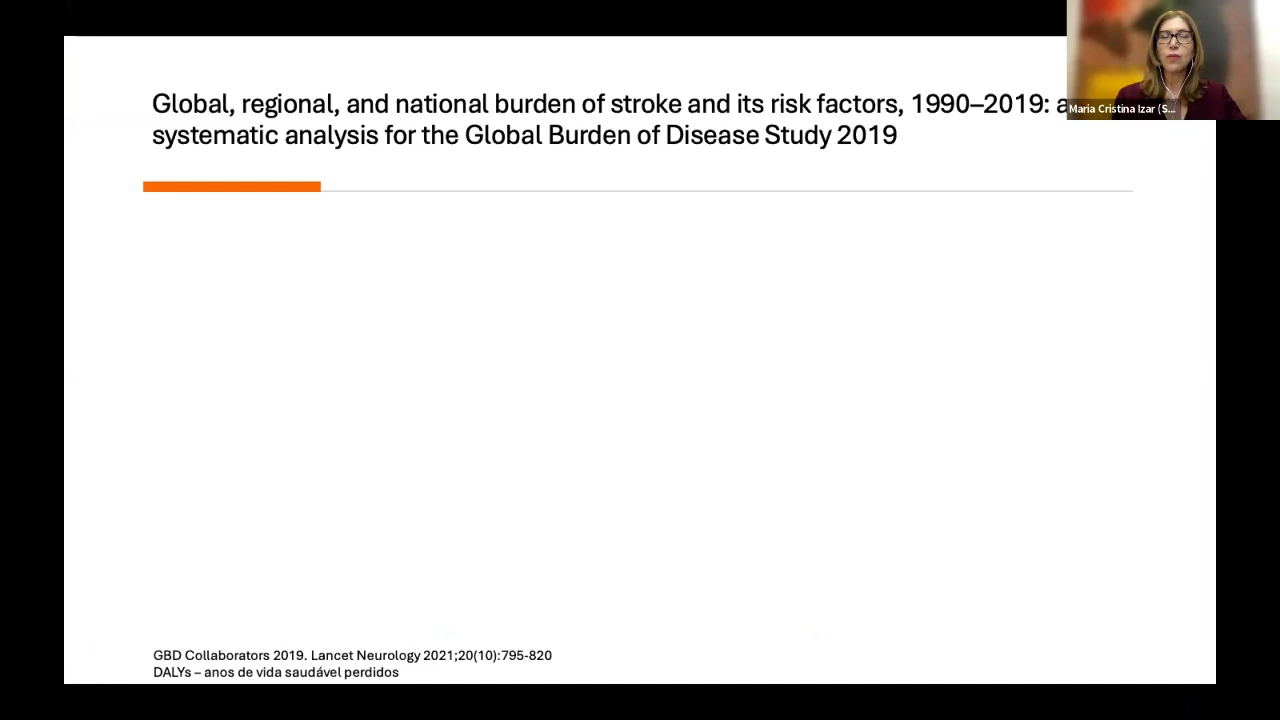 Global, regional, and national burden of stroke and its risk factors, 1990–2019: a
systematic analysis for the Global Burden of Disease Study 2019
Maria Cristina Izar (S...
GBD Collaborators 2019. Lancet Neurology 2021;20(10):795-820
DALYs – anos de vida saudável perdidos